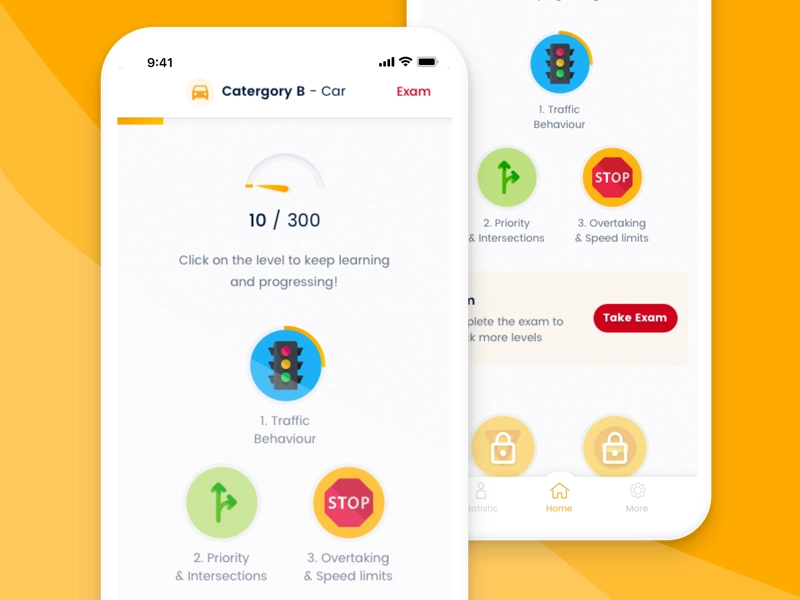 9:41
Catergory B - Car
Exam
10 / 300
Click on the level to keep learning
and progressing!
1. Traffic
Behaviour
2. Priority
& Intersections
STOP
3. Overtaking
& Speed limits
1. Traffic
Behaviour
2. Priority
& Intersections
STOP
3. Overtaking
& Speed limits
the exam to
more levels
Take Exam
Home
More